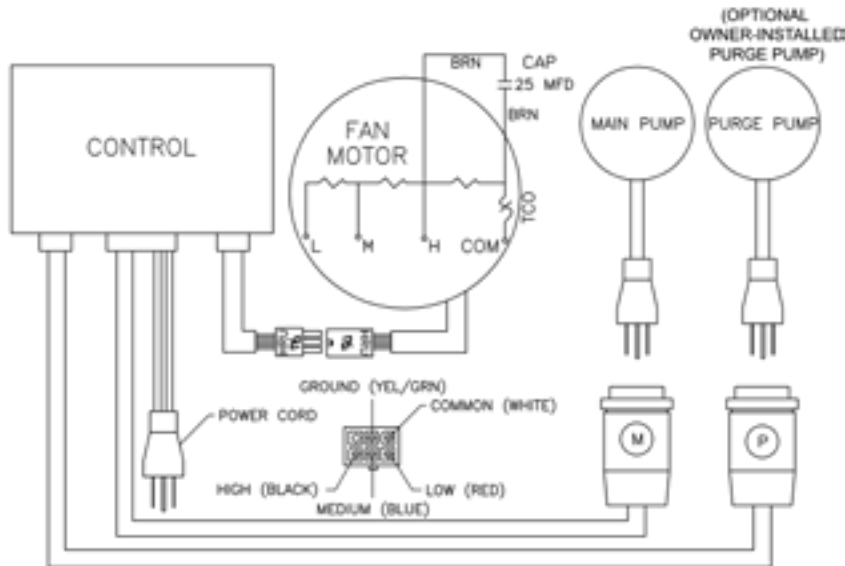 (OPTIONAL
OWNER-INSTALLED
PURGE PUMP)
BRN
CAP
25 MFD
BRN
MAIN PUMP
PURGE PUMP
CONTROL
FAN
MOTOR
TCO
L
M
H
COM
GROUND (YEL/GRN)
COMMON (WHITE)
POWER CORD
M
P
HIGH (BLACK)
LOW (RED)
MEDIUM (BLUE)